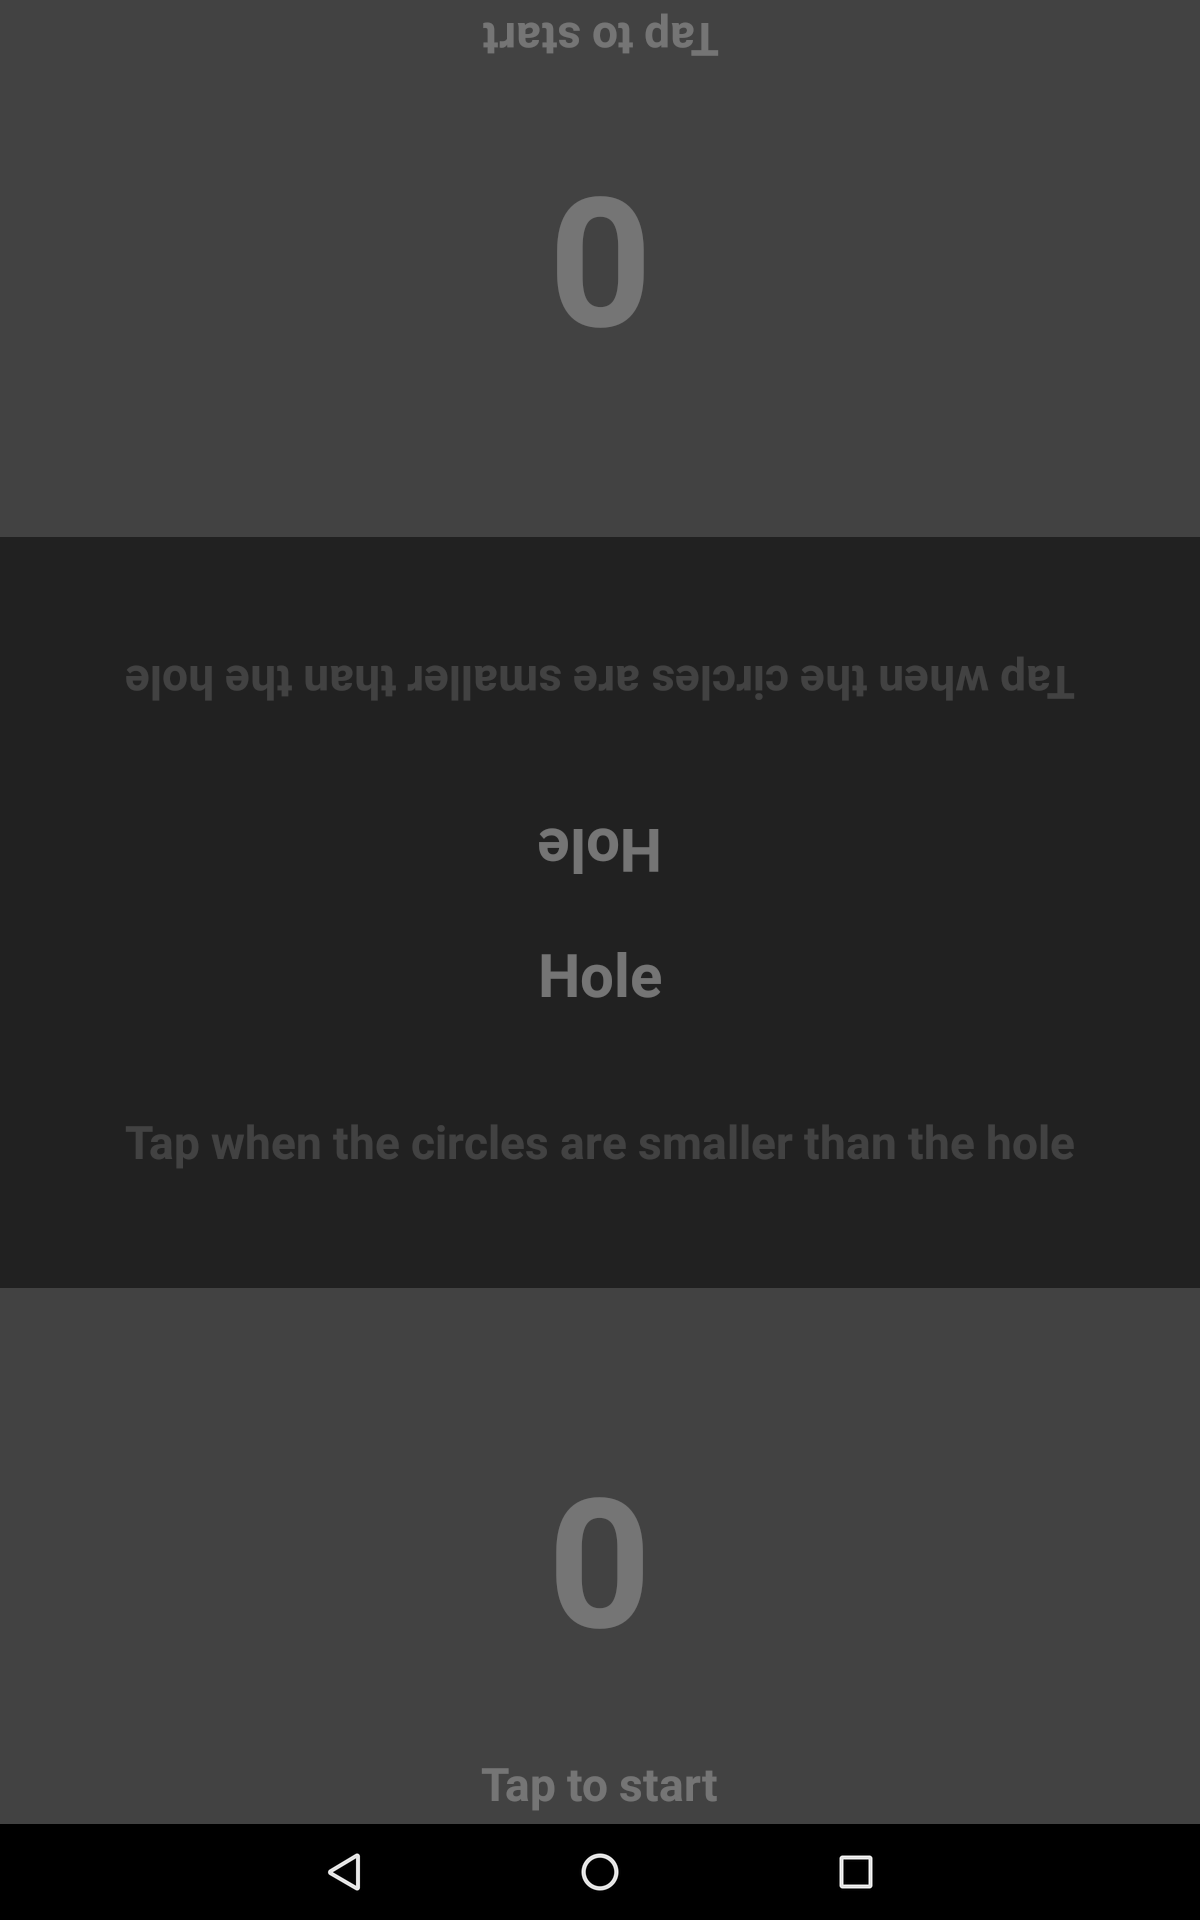 Tap to start
0
Tap when the circles are smaller than the hole
Hole
Hole
Tap when the circles are smaller than the hole
0
Tap to start